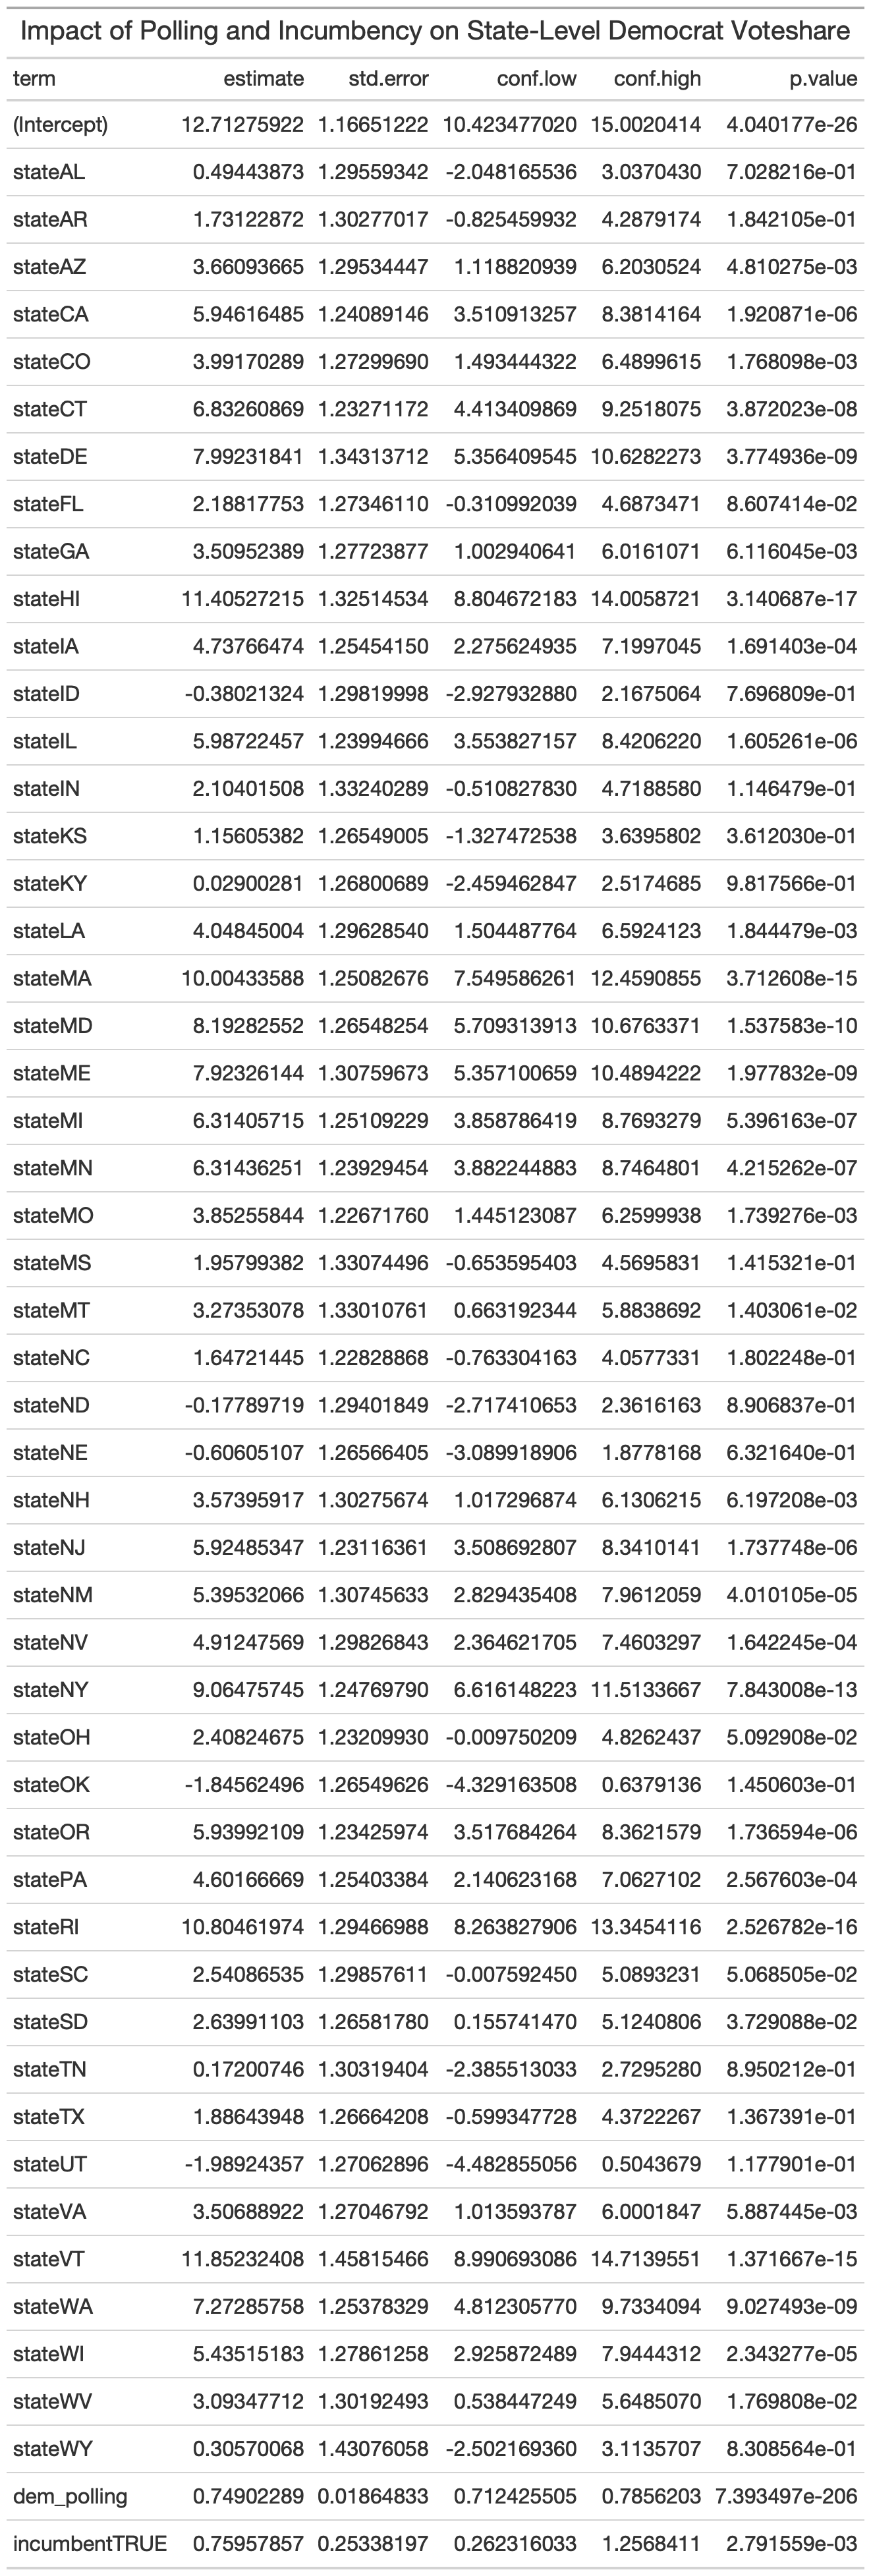 Impact of Polling and Incumbency on State-Level Democrat Voteshare
term estimate std.error conf.low conf.high p.value
(Intercept) 12.71275922 1.16651222 10.423477020 15.0020414 4.040177e-26
stateAL 0.49443873 1.29559342 -2.048165536 3.0370430 7.028216e-01
stateAR 1.73122872 1.30277017 -0.825459932 4.2879174 1.842105e-01
stateAZ 3.66093665 1.29534447 1.118820939 6.2030524 4.810275e-03
stateCA 5.94616485 1.24089146 3.510913257 8.3814164 1.920871e-06
stateCO 3.99170289 1.27299690 1.493444322 6.4899615 1.768098e-03
stateCT 6.83260869 1.23271172 4.413409869 9.2518075 3.872023e-08
stateDE 7.99231841 1.34313712 5.356409545 10.6282273 3.774936e-09
stateFL 2.18817753 1.27346110 -0.310992039 4.6873471 8.607414e-02
stateGA 3.50952389 1.27723877 1.002940641 6.0161071 6.116045e-03
stateHI 11.40527215 1.32514534 8.804672183 14.0058721 3.140687e-17
stateIA 4.73766474 1.25454150 2.275624935 7.1997045 1.691403e-04
stateID -0.38021324 1.29819998 -2.927932880 2.1675064 7.696809e-01
stateIL 5.98722457 1.23994666 3.553827157 8.4206220 1.605261e-06
stateIN 2.10401508 1.33240289 -0.510827830 4.7188580 1.146479e-01
stateKS 1.15605382 1.26549005 -1.327472538 3.6395802 3.612030e-01
stateKY 0.02900281 1.26800689 -2.459462847 2.5174685 9.817566e-01
stateLA 4.04845004 1.29628540 1.504487764 6.5924123 1.844479e-03
stateMA 10.00433588 1.25082676 7.549586261 12.4590855 3.712608e-15
stateMD 8.19282552 1.26548254 5.709313913 10.6763371 1.537583e-10
stateME 7.92326144 1.30759673 5.357100659 10.4894222 1.977832e-09
stateMI 6.31405715 1.25109229 3.858786419 8.7693279 5.396163e-07
stateMN 6.31436251 1.23929454 3.882244883 8.7464801 4.215262e-07
stateMO 3.85255844 1.22671760 1.445123087 6.2599938 1.739276e-03
stateMS 1.95799382 1.33074496 -0.653595403 4.5695831 1.415321e-01
stateMT 3.27353078 1.33010761 0.663192344 5.8838692 1.403061e-02
stateNC 1.64721445 1.22828868 -0.763304163 4.0577331 1.802248e-01
stateND -0.17789719 1.29401849 -2.717410653 2.3616163 8.906837e-01
stateNE -0.60605107 1.26566405 -3.089918906 1.8778168 6.321640e-01
stateNH 3.57395917 1.30275674 1.017296874 6.1306215 6.197208e-03
stateNJ 5.92485347 1.23116361 3.508692807 8.3410141 1.737748e-06
stateNM 5.39532066 1.30745633 2.829435408 7.9612059 4.010105e-05
stateNV 4.91247569 1.29826843 2.364621705 7.4603297 1.642245e-04
stateNY 9.06475745 1.24769790 6.616148223 11.5133667 7.843008e-13
stateOH 2.40824675 1.23209930 -0.009750209 4.8262437 5.092908e-02
stateOK -1.84562496 1.26549626 -4.329163508 0.6379136 1.450603e-01
stateOR 5.93992109 1.23425974 3.517684264 8.3621579 1.736594e-06
statePA 4.60166669 1.25403384 2.140623168 7.0627102 2.567603e-04
stateRI 10.80461974 1.29466988 8.263827906 13.3454116 2.526782e-16
stateSC 2.54086535 1.29857611 -0.007592450 5.0893231 5.068505e-02
stateSD 2.63991103 1.26581780 0.155741470 5.1240806 3.729088e-02
stateTN 0.17200746 1.30319404 -2.385513033 2.7295280 8.950212e-01
stateTX 1.88643948 1.26664208 -0.599347728 4.3722267 1.367391e-01
stateUT -1.98924357 1.27062896 -4.482855056 0.5043679 1.177901e-01
stateVA 3.50688922 1.27046792 1.013593787 6.0001847 5.887445e-03
stateVT 11.85232408 1.45815466 8.990693086 14.7139551 1.371667e-15
stateWA 7.27285758 1.25378329 4.812305770 9.7334094 9.027493e-09
stateWI 5.43515183 1.27861258 2.925872489 7.9444312 2.343277e-05
stateWV 3.09347712 1.30192493 0.538447249 5.6485070 1.769808e-02
stateWY 0.30570068 1.43076058 -2.502169360 3.1135707 8.308564e-01
dem_polling 0.74902289 0.01864833 0.712425505 0.7856203 7.393497e-206
incumbentTRUE 0.75957857 0.25338197 0.262316033 1.2568411 2.791559e-03